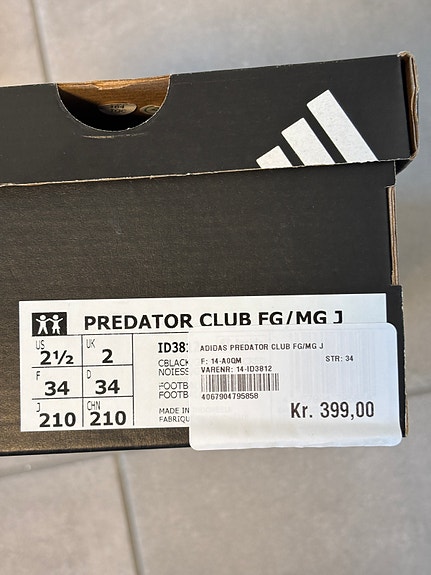 PREDATOR CLUB FG/MG J
US
2½
UK
2
F
34
D
34
J
210
CHN
210
ID381
CBLACK
NOIESS
FOOTB
FOOTB
MADE IN
FABRIQU
ADIDAS PREDATOR CLUB FG/MG J
F: 14-A0QM STR: 34
VARENR: 14-ID3812
4067904795858
Kr. 399,00